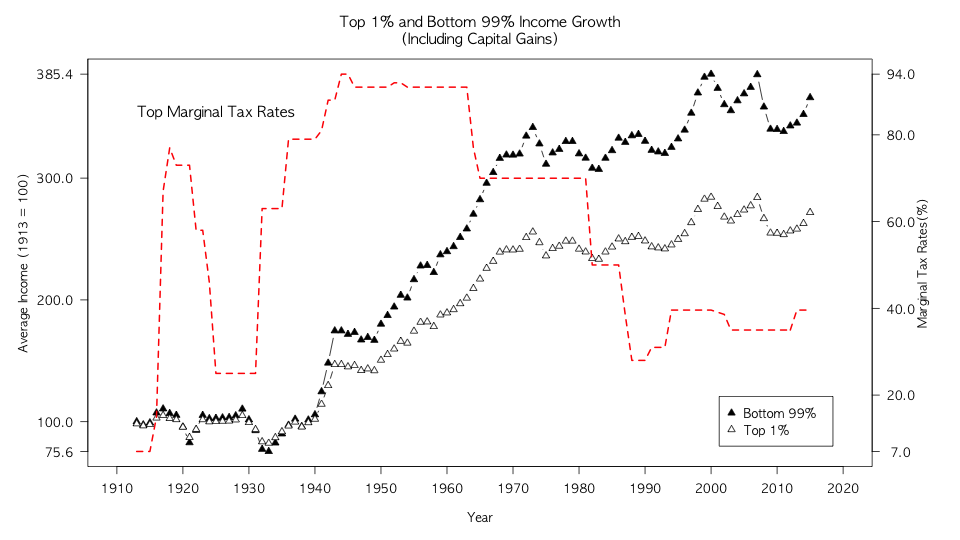 Top 1% and Bottom 99% Income Growth
(Including Capital Gains)
385.4
300.0
200.0
100.0
75.6
Average Income (1913 = 100)
Top Marginal Tax Rates
94.0
80.0
60.0
40.0
20.0
7.0
Marginal Tax Rates(%)
Bottom 99%
Top 1%
1910 1920 1930 1940 1950 1960 1970 1980 1990 2000 2010 2020
Year